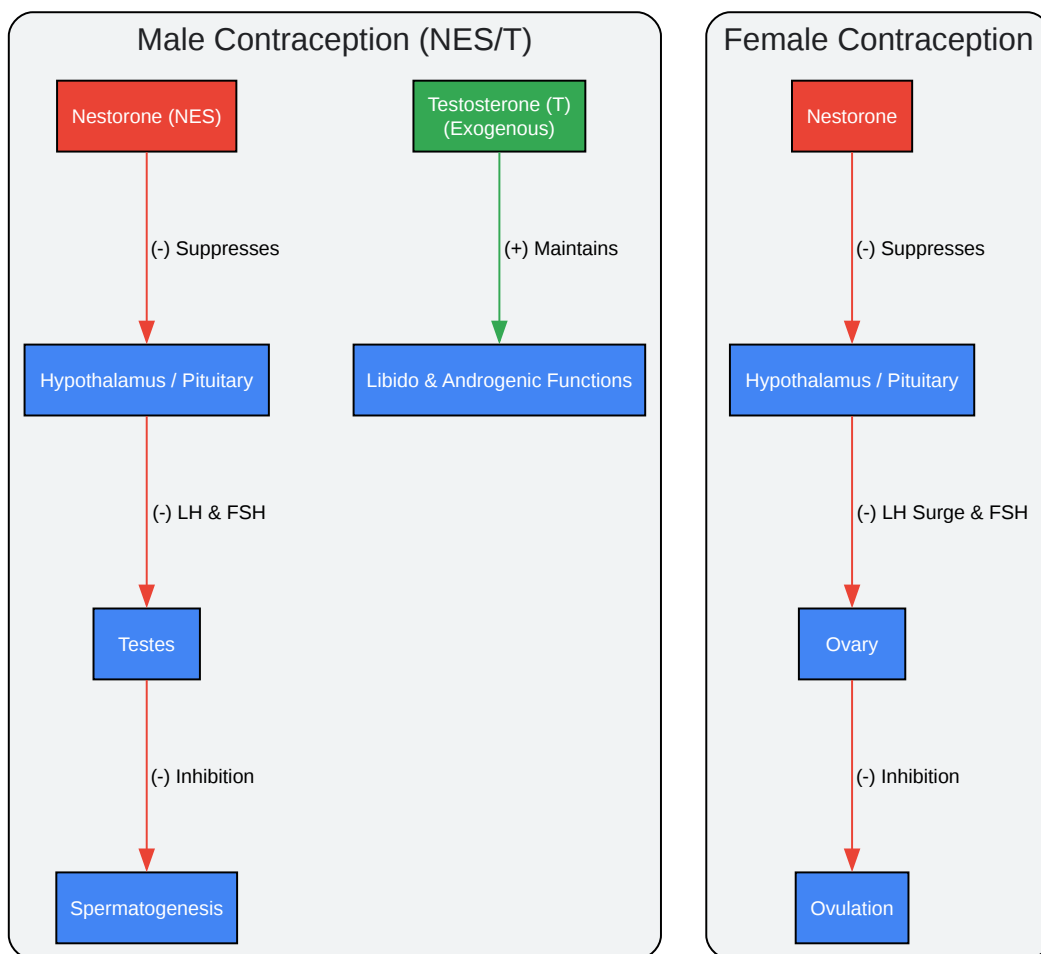 Male Contraception (NES/T)
Nestorone (NES)
Testosterone (T)
(Exogenous)
(-) Suppresses
(+) Maintains
Hypothalamus / Pituitary
Libido & Androgenic Functions
(-) LH & FSH
Testes
(-) Inhibition
Spermatogenesis
Female Contraception
Nestorone
(-) Suppresses
Hypothalamus / Pituitary
(-) LH Surge & FSH
Ovary
(-) Inhibition
Ovulation